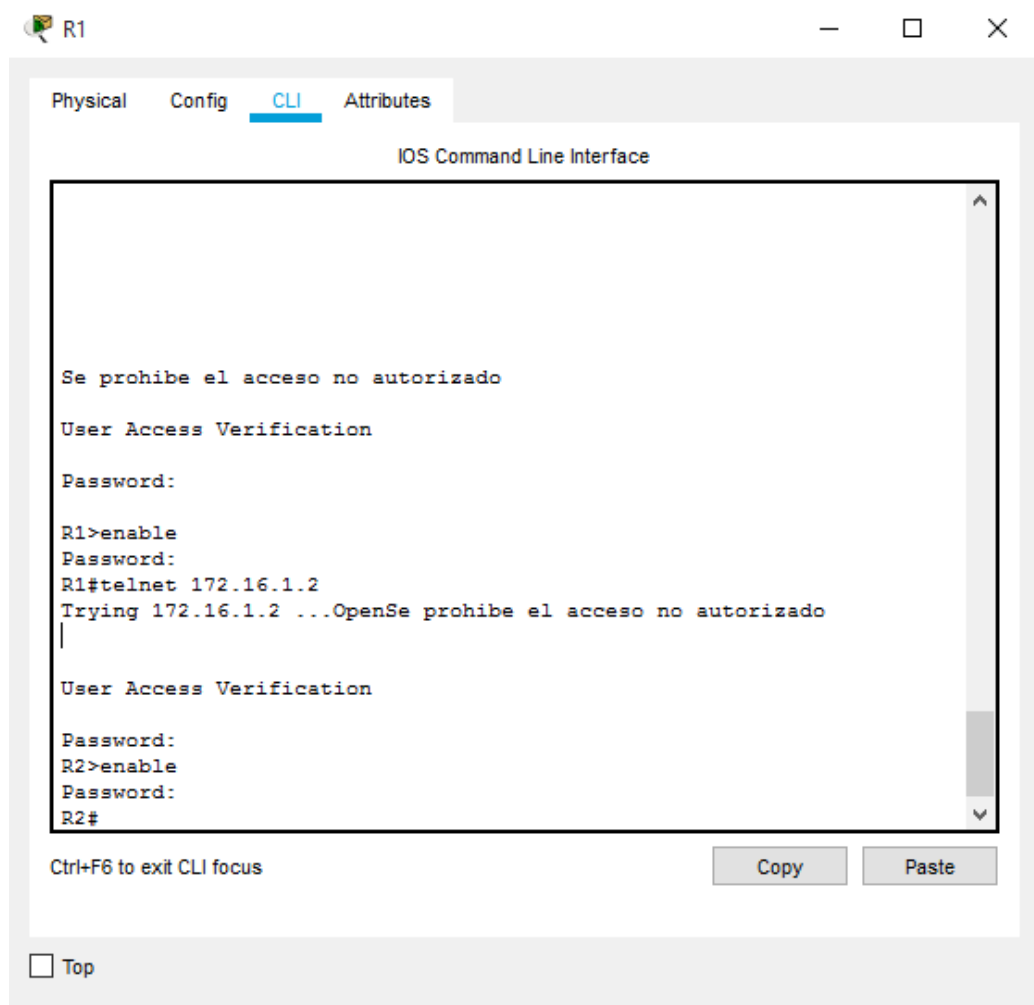 R1
Physical Config CLI Attributes
IOS Command Line Interface
Se prohibe el acceso no autorizado
User Access Verification
Password:
R1>enable
Password:
R1#telnet 172.16.1.2
Trying 172.16.1.2 ...OpenSe prohibe el acceso no autorizado
User Access Verification
Password:
R2>enable
Password:
R2#
Ctrl+F6 to exit CLI focus
Copy Paste
Top